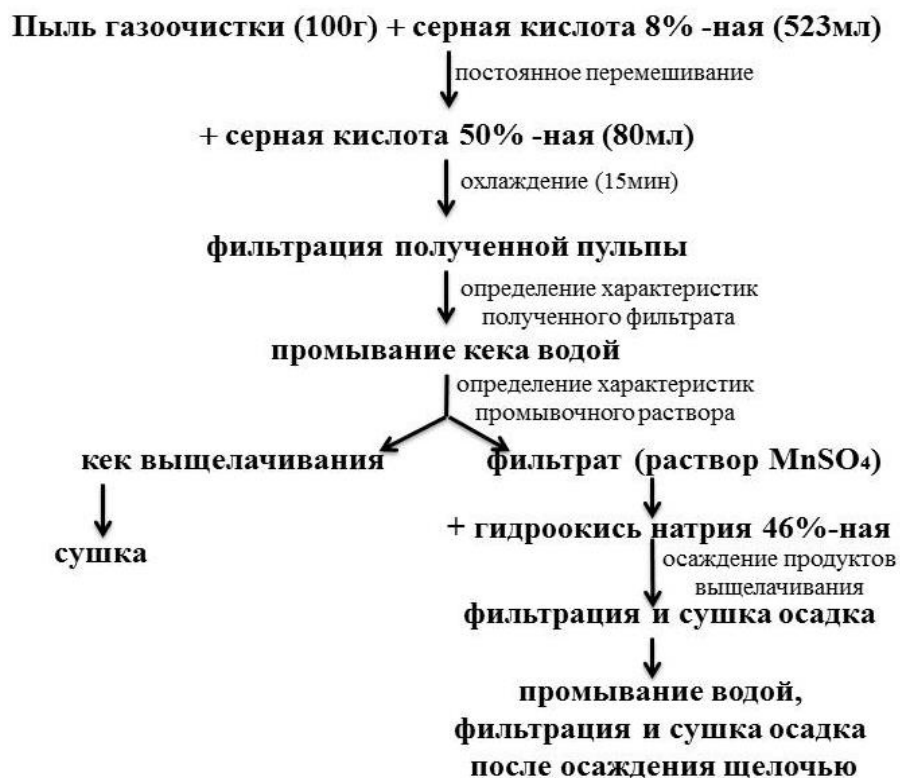 Пыль газоочистки (100г) + серная кислота 8% -ная (523мл)
постоянное перемешивание
+ серная кислота 50% -ная (80мл)
охлаждение (15мин)
фильтрация полученной пульпы
определение характеристик
полученного фильтрата
промывание кека водой
определение характеристик
промывочного раствора
кек выщелачивания
фильтрат (раствор MnSO₄)
сушка
+ гидроокись натрия 46%-ная
осаждение продуктов
выщелачивания
фильтрация и сушка осадка
промывание водой,
фильтрация и сушка осадка
после осаждения щелочью